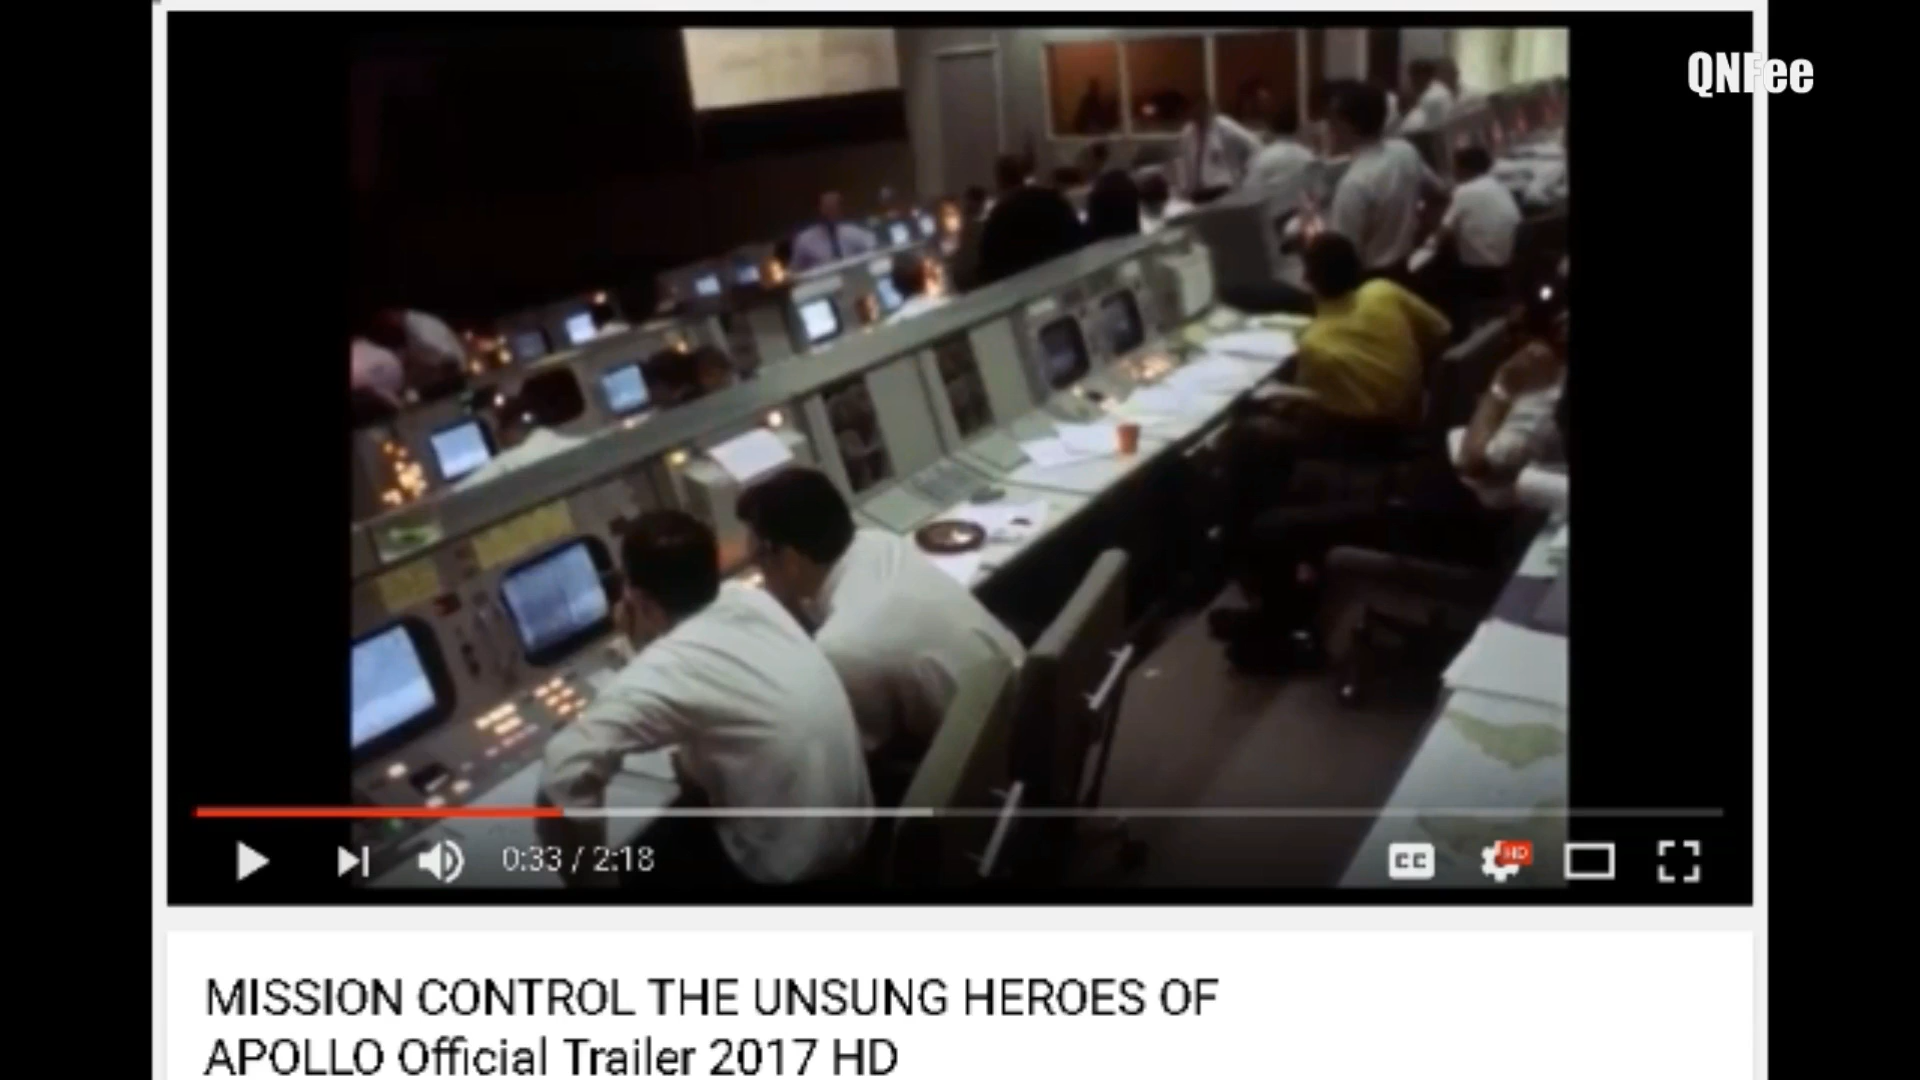 QNFee
0:33 / 2:18
CC
HD
MISSION CONTROL THE UNSUNG HEROES OF
APOLLO Official Trailer 2017 HD